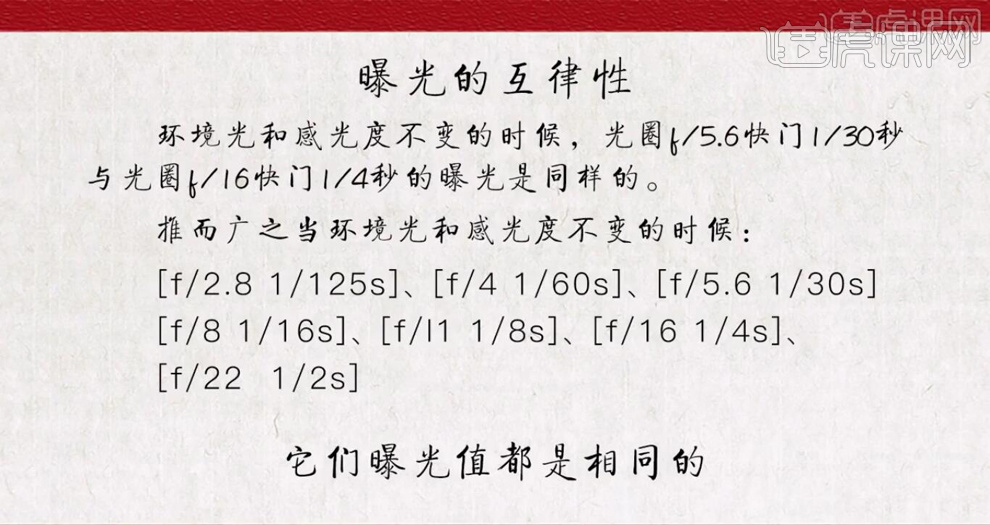 虎课网
曝光的互律性
环境光和感光度不变的时候，光圈f/5.6快门1/30秒
与光圈f/16快门1/4秒的曝光是同样的。
推而广之当环境光和感光度不变的时候：
[f/2.8 1/125s]、[f/4 1/60s]、[f/5.6 1/30s]
[f/8 1/16s]、[f/l1 1/8s]、[f/16 1/4s]、
[f/22 1/2s]
它们曝光值都是相同的